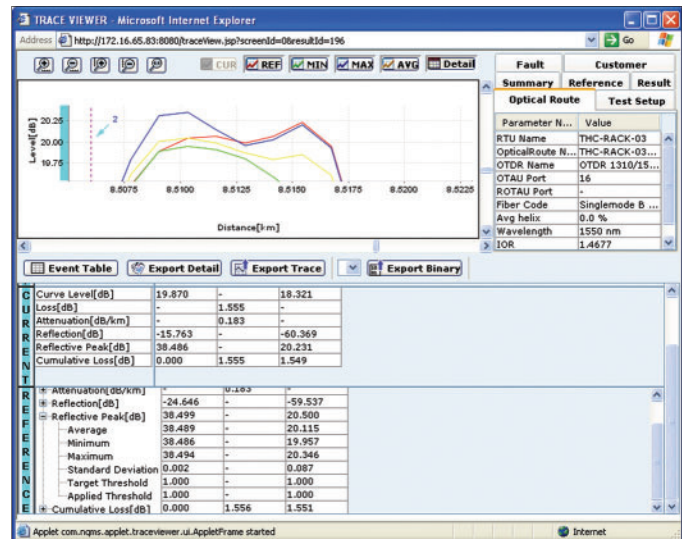 TRACE VIEWER - Microsoft Internet Explorer
Address http://172.16.65.83:8080/traceView.jsp?screenId=0&resultId=196 Go
CUR REF MIN MAX AVG Detail
Fault Customer
Summary Reference Result
Optical Route Test Setup
Parameter N... Value
RTU Name THC-RACK-03
OpticalRoute N... THC-RACK-03...
OTDR Name OTDR 1310/15...
OTAU Port 16
ROTAU Port -
Fiber Code Singlemode B ...
Avg helix 0.0 %
Wavelength 1550 nm
IOR 1.4677
Level[dB]
20.25
20.00
19.75
2
8.5075 8.5100 8.5125 8.5150 8.5175 8.5200 8.5225
Distance[km]
Event Table Export Detail Export Trace Export Binary
CURRENT
Curve Level[dB] 19.870 - 18.321
Loss[dB] - 1.555 -
Attenuation[dB/km] - 0.183 -
Reflection[dB] -15.763 - -60.369
Reflective Peak[dB] 38.486 - 20.231
Cumulative Loss[dB] 0.000 1.555 1.549
REFERENCE
Attenuation[dB/km] - 0.183 -
Reflection[dB] -24.646 - -59.537
Reflective Peak[dB] 38.499 - 20.500
Average 38.489 - 20.115
Minimum 38.486 - 19.957
Maximum 38.494 - 20.346
Standard Deviation 0.002 - 0.087
Target Threshold 1.000 - 1.000
Applied Threshold 1.000 - 1.000
Cumulative Loss[dB] 0.000 1.556 1.551
Applet com.nqms.applet.traceviewer.ui.AppletFrame started Internet